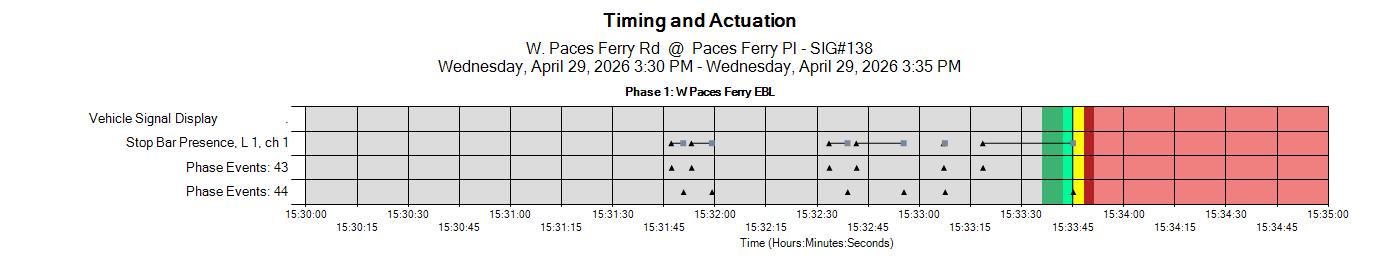 Timing and Actuation
W. Paces Ferry Rd @ Paces Ferry Pl - SIG#138
Wednesday, April 29, 2026 3:30 PM - Wednesday, April 29, 2026 3:35 PM
Phase 1: W Paces Ferry EBL
Vehicle Signal Display .
Stop Bar Presence, L 1, ch 1
Phase Events: 43
Phase Events: 44
15:30:00 15:30:30 15:31:00 15:31:30 15:32:00 15:32:30 15:33:00 15:33:30 15:34:00 15:34:30 15:35:00
15:30:15 15:30:45 15:31:15 15:31:45 15:32:15 15:32:45 15:33:15 15:33:45 15:34:15 15:34:45
Time (Hours:Minutes:Seconds)